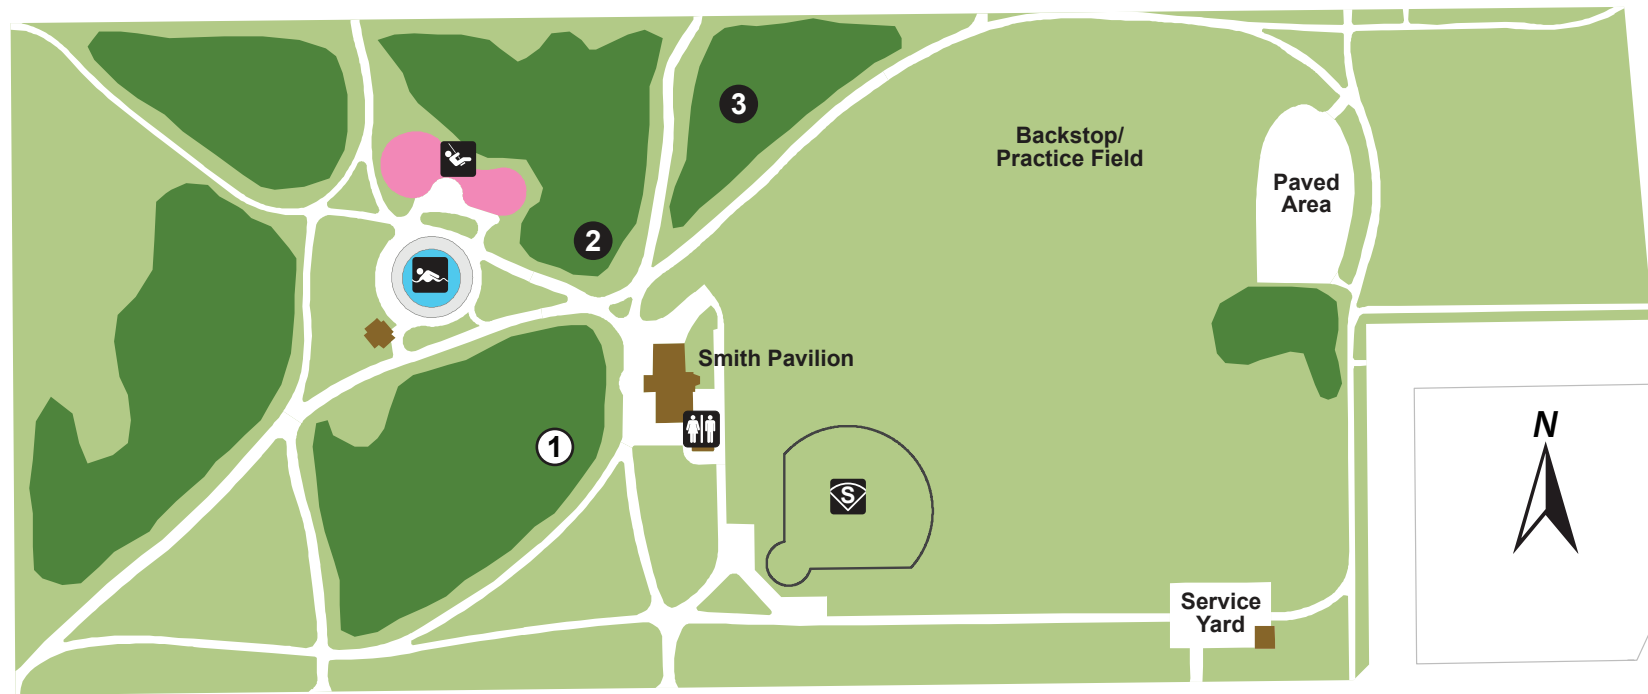 3
Backstop/
Practice Field
Paved
Area
2
Smith Pavilion
1
N
S
Service
Yard